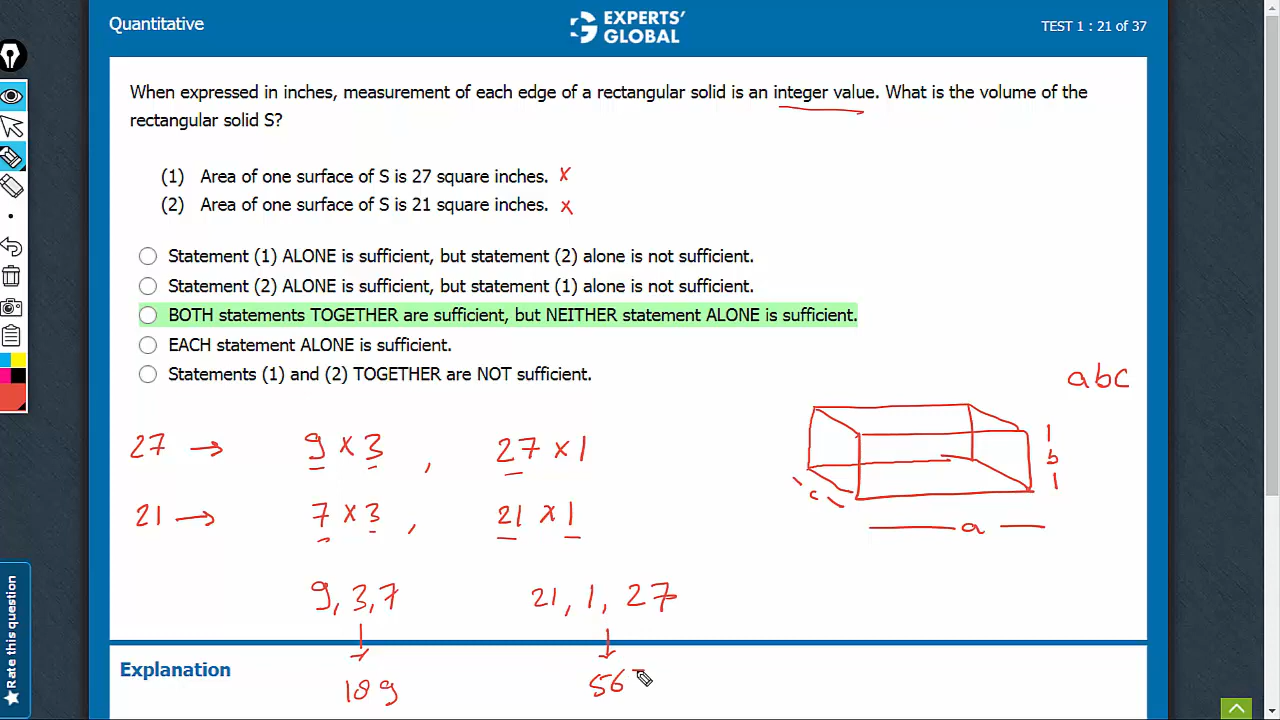 Quantitative
EXPERTS'
GLOBAL
TEST 1 : 21 of 37
When expressed in inches, measurement of each edge of a rectangular solid is an integer value. What is the volume of the
rectangular solid S?
(1) Area of one surface of S is 27 square inches. x
(2) Area of one surface of S is 21 square inches. x
Statement (1) ALONE is sufficient, but statement (2) alone is not sufficient.
Statement (2) ALONE is sufficient, but statement (1) alone is not sufficient.
BOTH statements TOGETHER are sufficient, but NEITHER statement ALONE is sufficient.
EACH statement ALONE is sufficient.
Statements (1) and (2) TOGETHER are NOT sufficient.
abc
27 → 9 x 3 , 27 x 1
b
c
21 → 7 x 3 , 21 x 1
a
9, 3, 7 21, 1, 27
Explanation
189 567
Rate this question